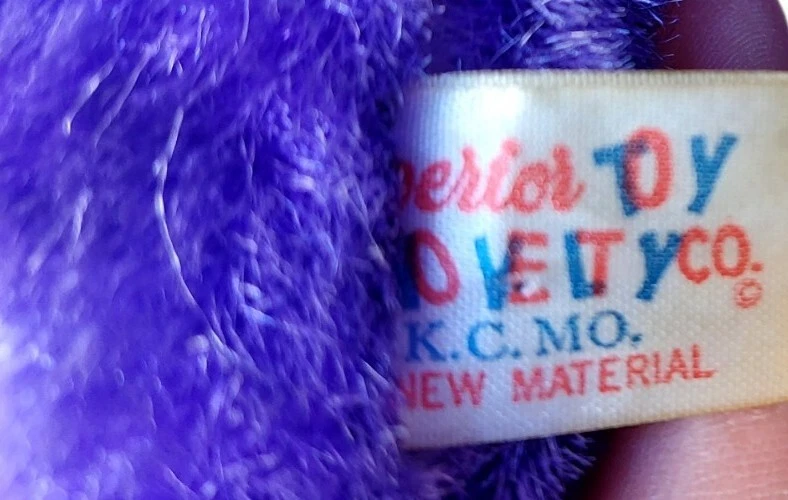 perior TOY
OVELTY CO.
©
K.C. MO.
NEW MATERIAL